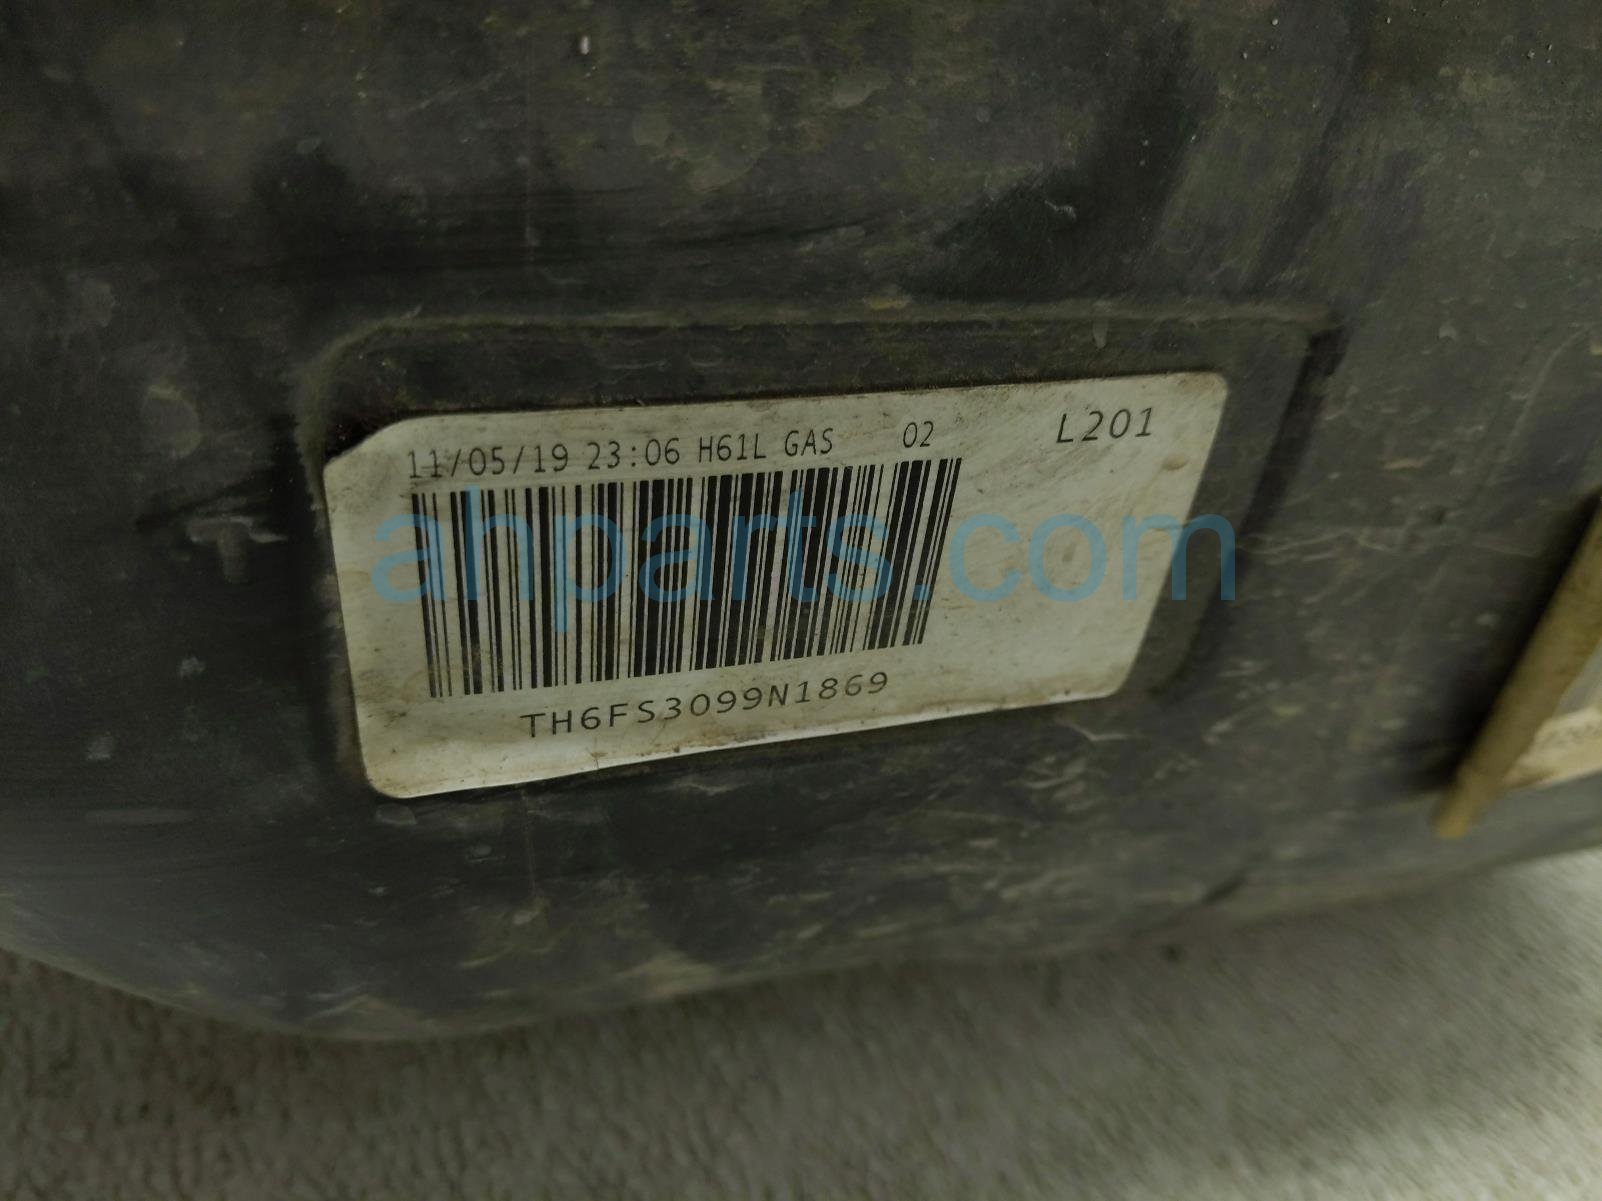 11/05/19 23:06 H61L GAS 02 L201
ahparts.com
TH6FS3099N1869